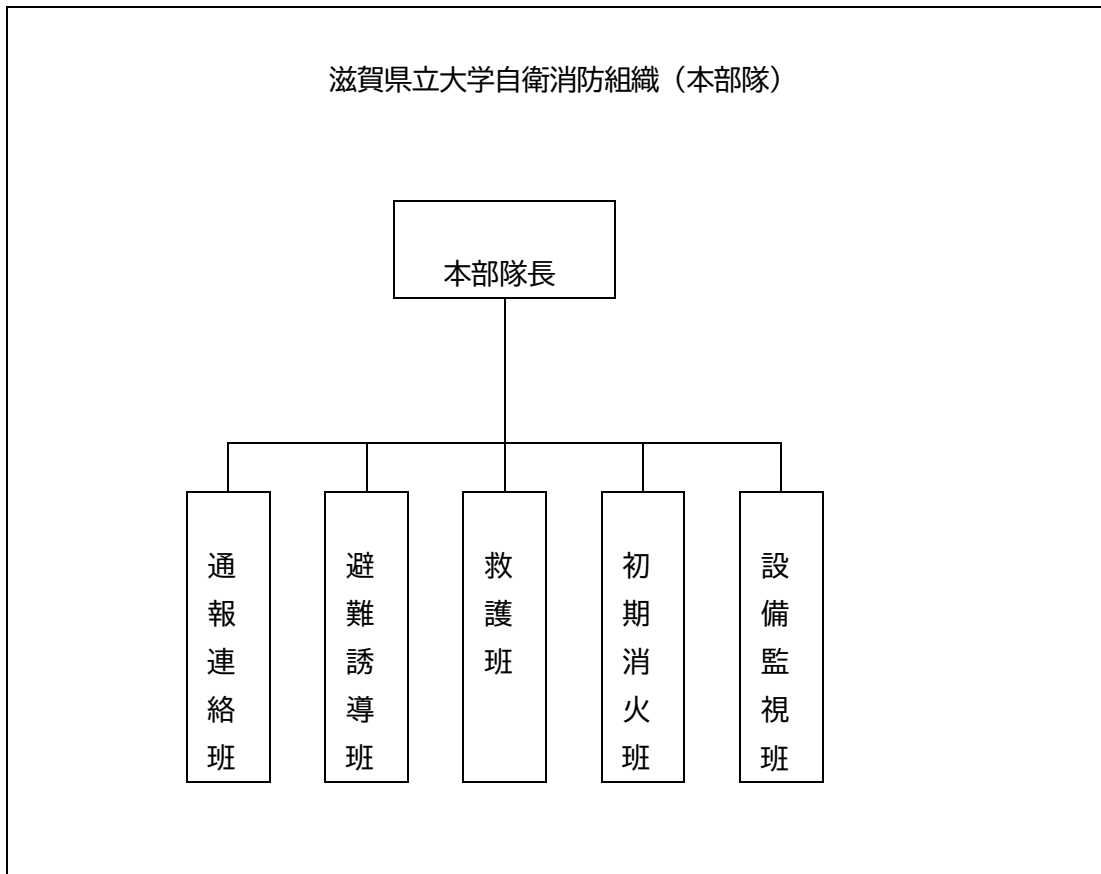 滋賀県立大学自衛消防組織（本部隊）
本部隊長
通報連絡班
避難誘導班
救護班
初期消火班
設備監視班